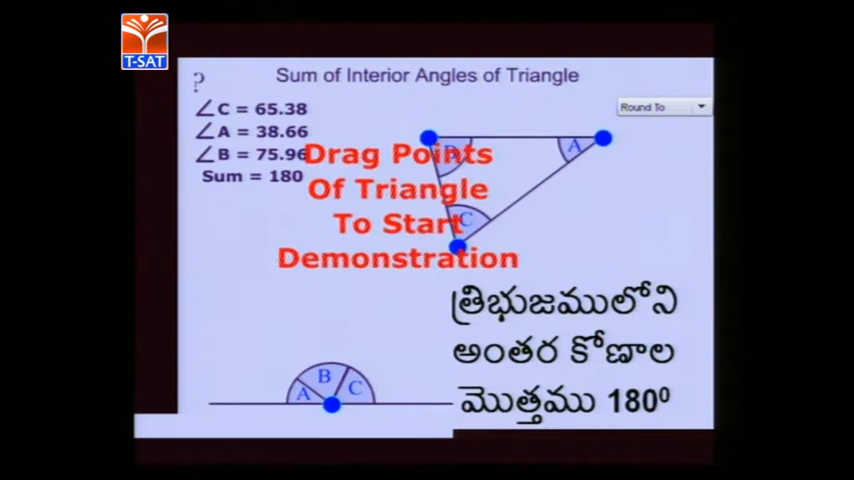 T-SAT
?
Sum of Interior Angles of Triangle
∠C = 65.38
∠A = 38.66
∠B = 75.96
Sum = 180
Round To
Drag Points
Of Triangle
To Start
Demonstration
B
A
C
త్రిభుజములోని
అంతర కోణాల
మొత్తము 180⁰
A
B
C